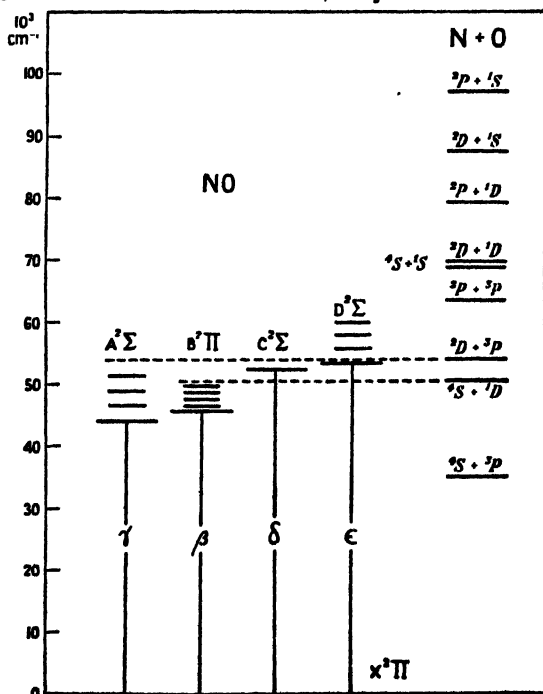 10³
cm⁻¹
N + O
²P + ¹S
100
90
²D + ¹S
NO
80
²P + ¹D
70
²D + ¹D
⁴S + ¹S
²P + ³P
D²Σ
60
A²Σ
B²Π
C²Σ
²D + ³P
50
⁴S + ¹D
40
⁴S + ³P
30
γ
β
δ
ϵ
20
10
X²Π
0